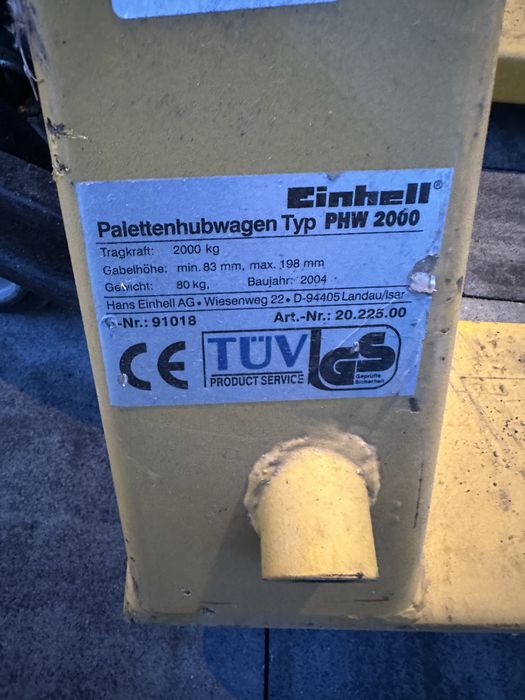 Einhell®
Palettenhubwagen Typ PHW 2000
Tragkraft: 2000 kg
Gabelhöhe: min. 83 mm, max. 198 mm
Gewicht: 80 kg, Baujahr: 2004
Hans Einhell AG • Wiesenweg 22 • D-94405 Landau/Isar
-Nr.: 91018 Art.-Nr.: 20.225.00
CE TÜV GS
PRODUCT SERVICE
Geprüfte
Sicherheit